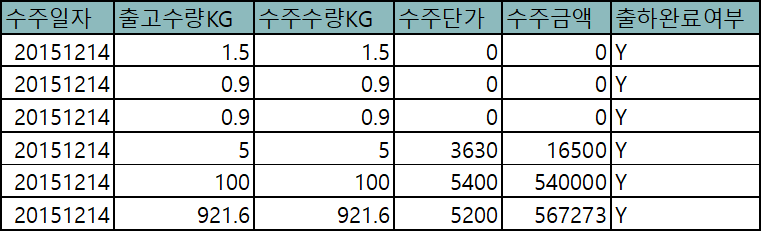 수주일자 출고수량KG 수주수량KG 수주단가 수주금액 출하완료여부
20151214 1.5 1.5 0 0 Y
20151214 0.9 0.9 0 0 Y
20151214 0.9 0.9 0 0 Y
20151214 5 5 3630 16500 Y
20151214 100 100 5400 540000 Y
20151214 921.6 921.6 5200 567273 Y